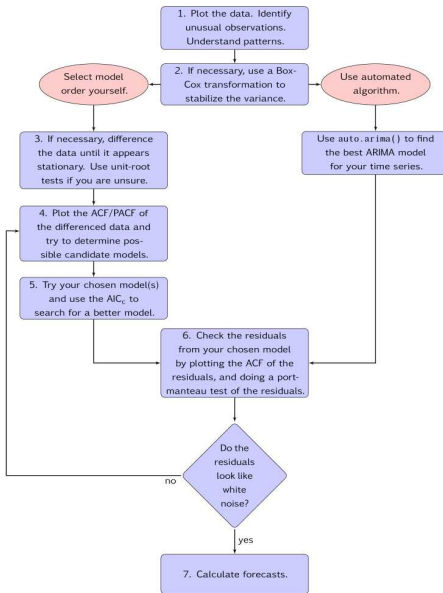 1. Plot the data. Identify
unusual observations.
Understand patterns.
Select model
order yourself.
2. If necessary, use a Box-
Cox transformation to
stabilize the variance.
Use automated
algorithm.
3. If necessary, difference
the data until it appears
stationary. Use unit-root
tests if you are unsure.
Use auto.arima() to find
the best ARIMA model
for your time series.
4. Plot the ACF/PACF of
the differenced data and
try to determine pos-
sible candidate models.
5. Try your chosen model(s)
and use the AICc to
search for a better model.
6. Check the residuals
from your chosen model
by plotting the ACF of the
residuals, and doing a port-
manteau test of the residuals.
Do the
residuals
look like
white
noise?
no
yes
7. Calculate forecasts.